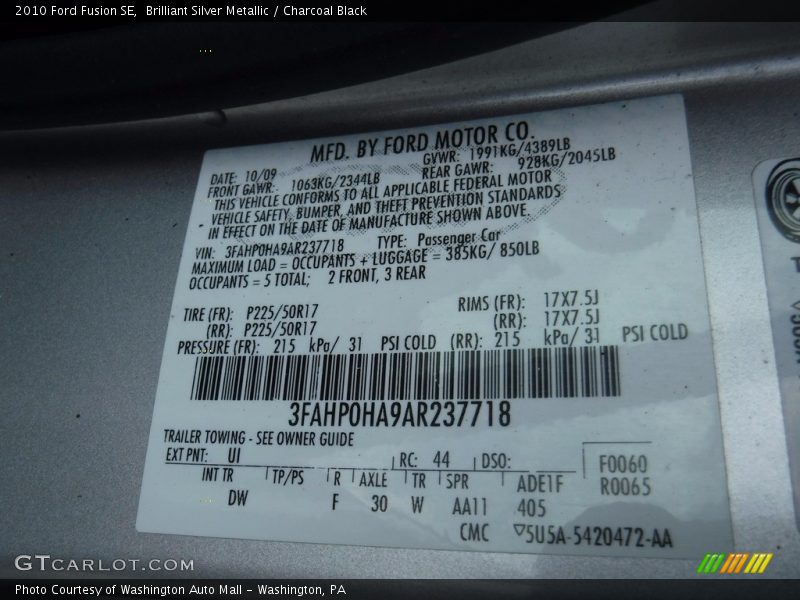 2010 Ford Fusion SE, Brilliant Silver Metallic / Charcoal Black
MFD. BY FORD MOTOR CO.
DATE: 10/09 GVWR: 1991KG/4389LB
FRONT GAWR: 1063KG/2344LB REAR GAWR: 928KG/2045LB
THIS VEHICLE CONFORMS TO ALL APPLICABLE FEDERAL MOTOR
VEHICLE SAFETY, BUMPER, AND THEFT PREVENTION STANDARDS
IN EFFECT ON THE DATE OF MANUFACTURE SHOWN ABOVE.
VIN: 3FAHP0HA9AR237718 TYPE: Passenger Car
MAXIMUM LOAD = OCCUPANTS + LUGGAGE = 385KG/ 850LB
OCCUPANTS = 5 TOTAL; 2 FRONT, 3 REAR
TIRE (FR): P225/50R17 RIMS (FR): 17X7.5J
(RR): P225/50R17 (RR): 17X7.5J
PRESSURE (FR): 215 kPa/ 31 PSI COLD (RR): 215 kPa/ 31 PSI COLD
3FAHP0HA9AR237718
TRAILER TOWING - SEE OWNER GUIDE
EXT PNT: UI RC: 44 DSO: F0060
INT TR TP/PS R AXLE TR SPR ADE1F R0065
DW F 30 W AA11 405
CMC ▽5U5A-5420472-AA
GTCARLOT.COM
Photo Courtesy of Washington Auto Mall - Washington, PA